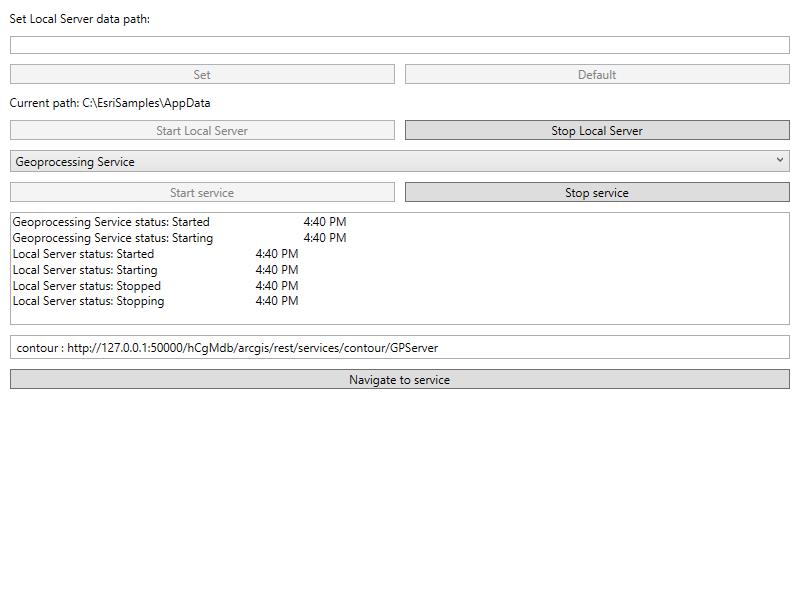 Set Local Server data path:
Set Default
Current path: C:\EsriSamples\AppData
Start Local Server Stop Local Server
Geoprocessing Service
Start service Stop service
Geoprocessing Service status: Started 4:40 PM
Geoprocessing Service status: Starting 4:40 PM
Local Server status: Started 4:40 PM
Local Server status: Starting 4:40 PM
Local Server status: Stopped 4:40 PM
Local Server status: Stopping 4:40 PM
contour : http://127.0.0.1:50000/hCgMdb/arcgis/rest/services/contour/GPServer
Navigate to service